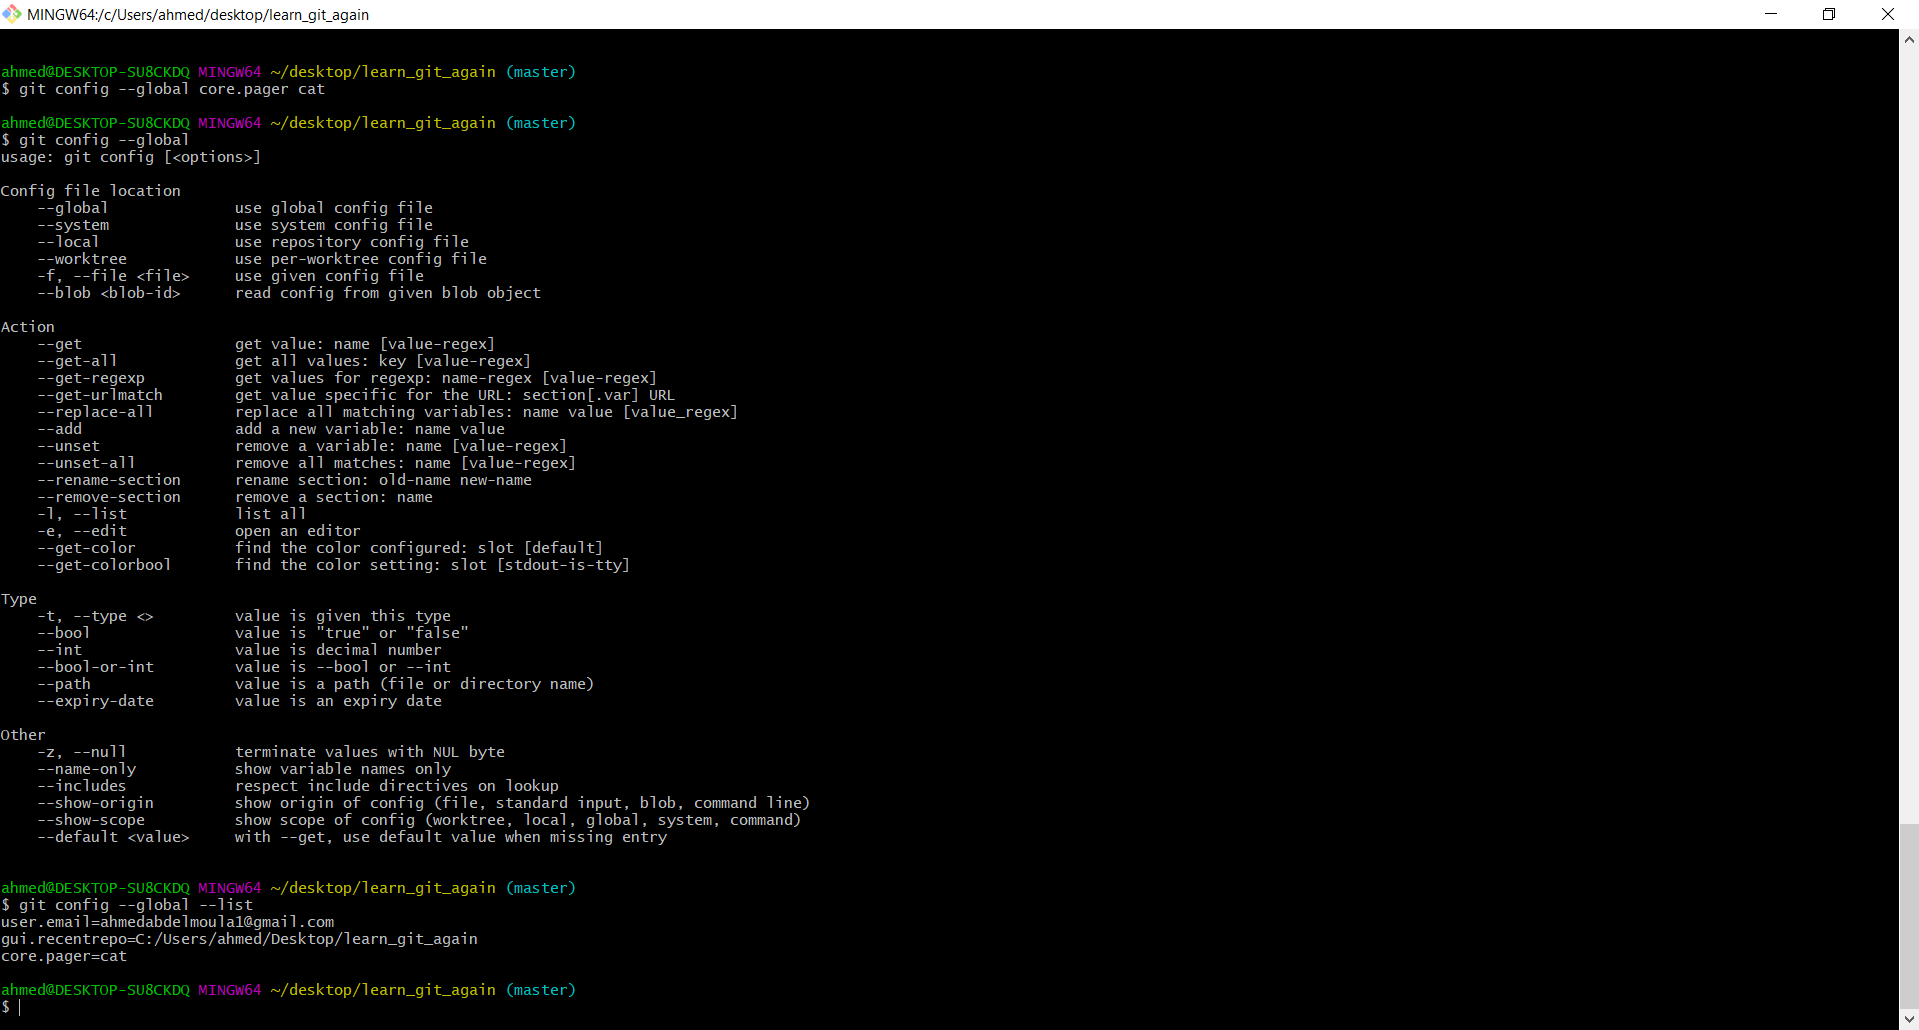 MINGW64:/c/Users/ahmed/desktop/learn_git_again
ahmed@DESKTOP-SU8CKDQ MINGW64 ~/desktop/learn_git_again (master)
$ git config --global core.pager cat
ahmed@DESKTOP-SU8CKDQ MINGW64 ~/desktop/learn_git_again (master)
$ git config --global
usage: git config [<options>]
Config file location
--global use global config file
--system use system config file
--local use repository config file
--worktree use per-worktree config file
-f, --file <file> use given config file
--blob <blob-id> read config from given blob object
Action
--get get value: name [value-regex]
--get-all get all values: key [value-regex]
--get-regexp get values for regexp: name-regex [value-regex]
--get-urlmatch get value specific for the URL: section[.var] URL
--replace-all replace all matching variables: name value [value_regex]
--add add a new variable: name value
--unset remove a variable: name [value-regex]
--unset-all remove all matches: name [value-regex]
--rename-section rename section: old-name new-name
--remove-section remove a section: name
-l, --list list all
-e, --edit open an editor
--get-color find the color configured: slot [default]
--get-colorbool find the color setting: slot [stdout-is-tty]
Type
-t, --type <> value is given this type
--bool value is "true" or "false"
--int value is decimal number
--bool-or-int value is --bool or --int
--path value is a path (file or directory name)
--expiry-date value is an expiry date
Other
-z, --null terminate values with NUL byte
--name-only show variable names only
--includes respect include directives on lookup
--show-origin show origin of config (file, standard input, blob, command line)
--show-scope show scope of config (worktree, local, global, system, command)
--default <value> with --get, use default value when missing entry
ahmed@DESKTOP-SU8CKDQ MINGW64 ~/desktop/learn_git_again (master)
$ git config --global --list
user.email=ahmedabdelmoula1@gmail.com
gui.recentrepo=C:/Users/ahmed/Desktop/learn_git_again
core.pager=cat
ahmed@DESKTOP-SU8CKDQ MINGW64 ~/desktop/learn_git_again (master)
$